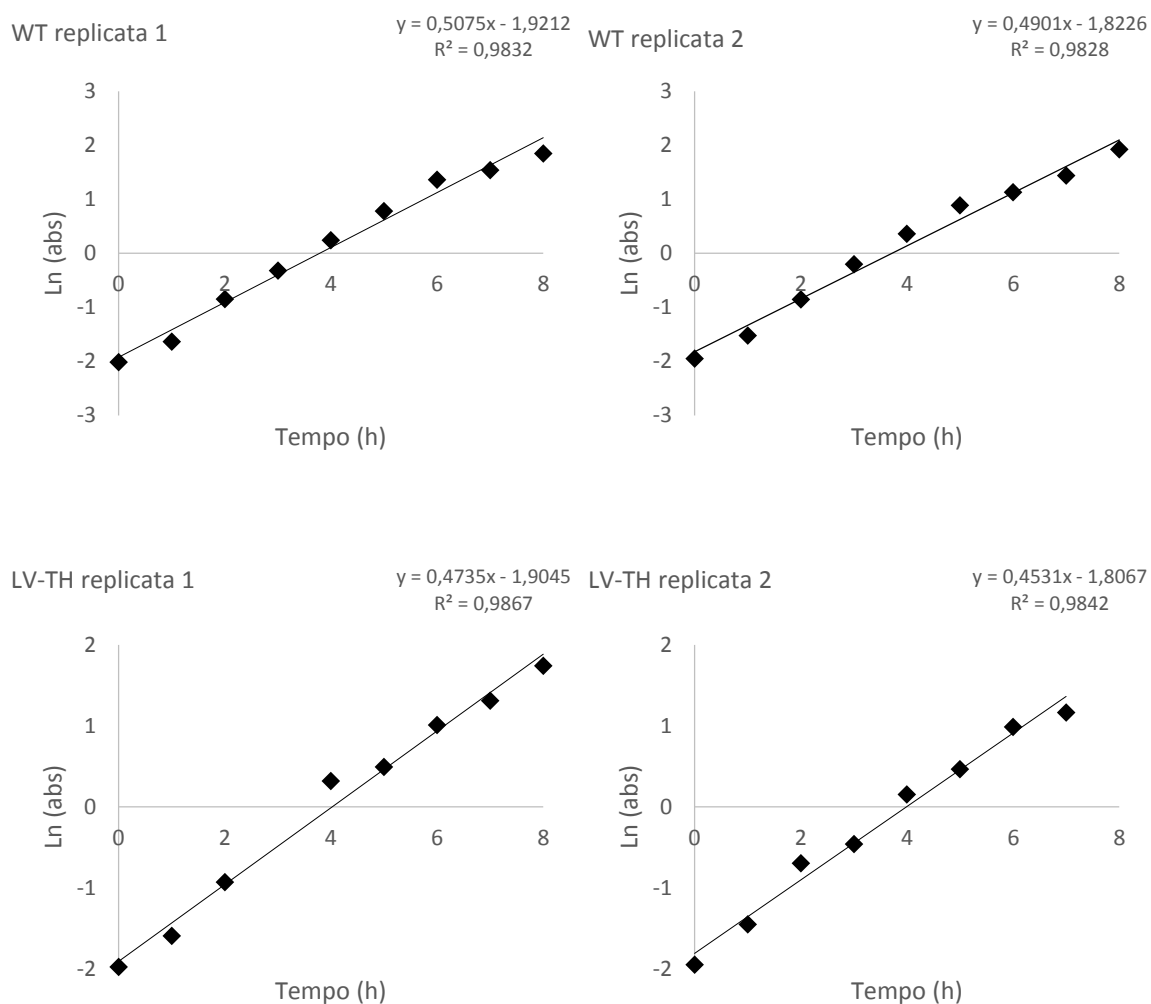 WT replicata 1
y = 0,5075x - 1,9212
R² = 0,9832
3
2
1
0
-1
-2
-3
0 2 4 6 8
Ln (abs)
Tempo (h)
WT replicata 2
y = 0,4901x - 1,8226
R² = 0,9828
3
2
1
0
-1
-2
-3
0 2 4 6 8
Ln (abs)
Tempo (h)
LV-TH replicata 1
y = 0,4735x - 1,9045
R² = 0,9867
2
1
0
-1
-2
0 2 4 6 8
Ln (abs)
Tempo (h)
LV-TH replicata 2
y = 0,4531x - 1,8067
R² = 0,9842
2
1
0
-1
-2
0 2 4 6 8
Ln (abs)
Tempo (h)